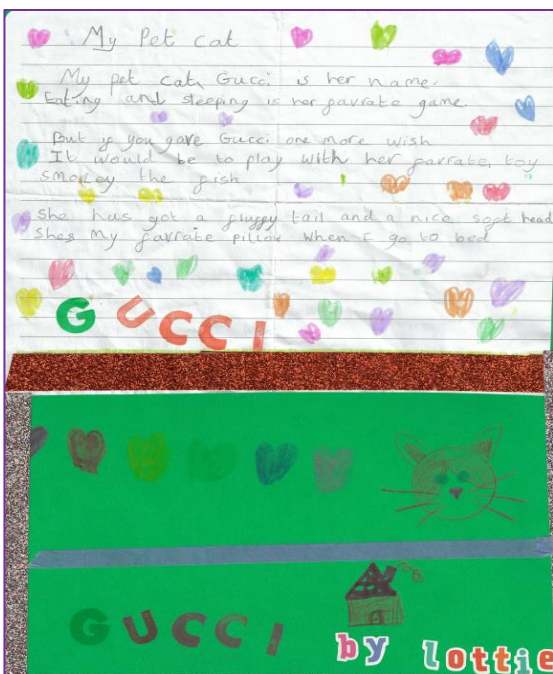 My Pet cat
My pet cat, Gucci is her name.
Eating and sleeping is her favrate game.
But if you gave Gucci one more wish
It would be to play with her favrate, toy
smokey the fish
She has got a fluffy tail and a nice soft head
Shes My favrate pillow when I go to bed
GUCCI
GUCCI
by lottie